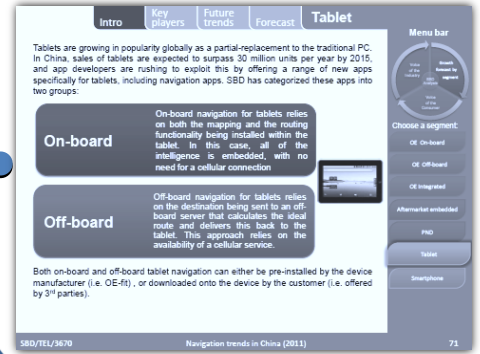 Intro
Key players
Future trends
Forecast
Tablet
Tablets are growing in popularity globally as a partial-replacement to the traditional PC.
In China, sales of tablets are expected to surpass 30 million units per year by 2015,
and app developers are rushing to exploit this by offering a range of new apps
specifically for tablets, including navigation apps. SBD has categorized these apps into
two groups:
On-board
On-board navigation for tablets relies
on both the mapping and the routing
functionality being installed within the
tablet. In this case, all of the
intelligence is embedded, with no
need for a cellular connection
Off-board
Off-board navigation for tablets relies
on the destination being sent to an off-
board server that calculates the ideal
route and delivers this back to the
tablet. This approach relies on the
availability of a cellular service.
Both on-board and off-board tablet navigation can either be pre-installed by the device
manufacturer (i.e. OE-fit) , or downloaded onto the device by the customer (i.e. offered
by 3rd parties).
Menu bar
Growth
forecast by
segment
Choose a segment:
OE On-board
OE Off-board
OE Integrated
Aftermarket embedded
PND
Tablet
Smartphone
SBD/TEL/3670
Navigation trends in China (2011)
71